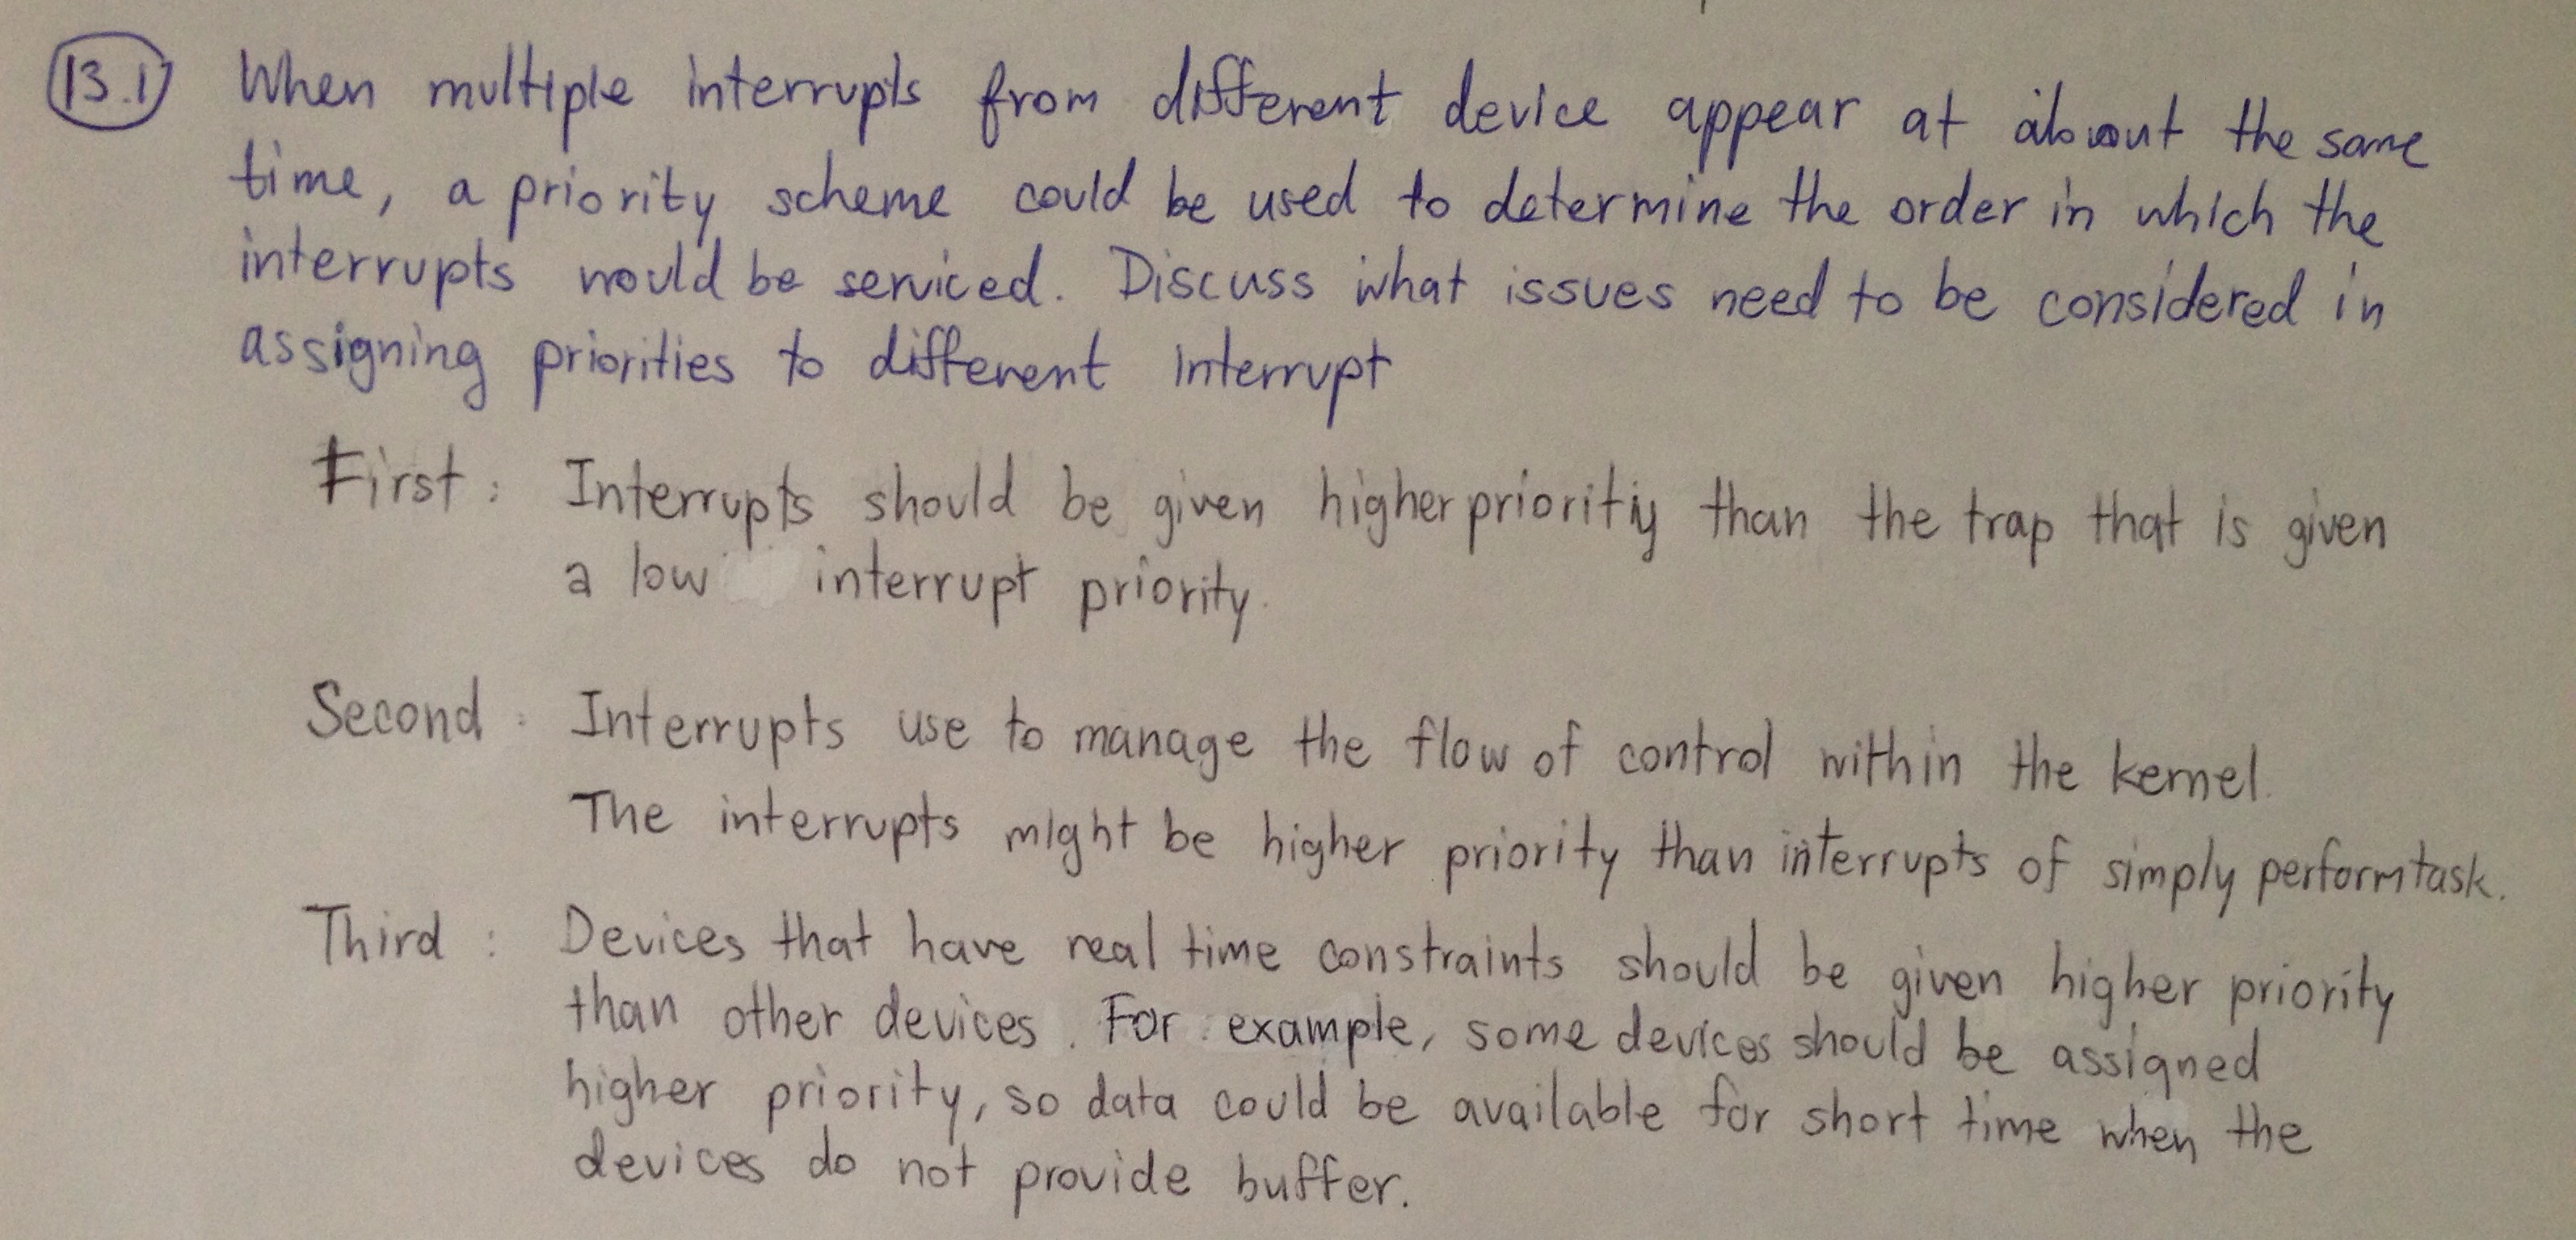 13.1 When multiple interrupts from different device appear at about the same
time, a priority scheme could be used to determine the order in which the
interrupts would be serviced. Discuss what issues need to be considered in
assigning priorities to different Interrupt
First: Interrupts should be given higher priority than the trap that is given
a low interrupt priority.
Second: Interrupts use to manage the flow of control within the kernel.
The interrupts might be higher priority than interrupts of simply perform task.
Third: Devices that have real time constraints should be given higher priority
than other devices. For example, some devices should be assigned
higher priority, so data could be available for short time when the
devices do not provide buffer.